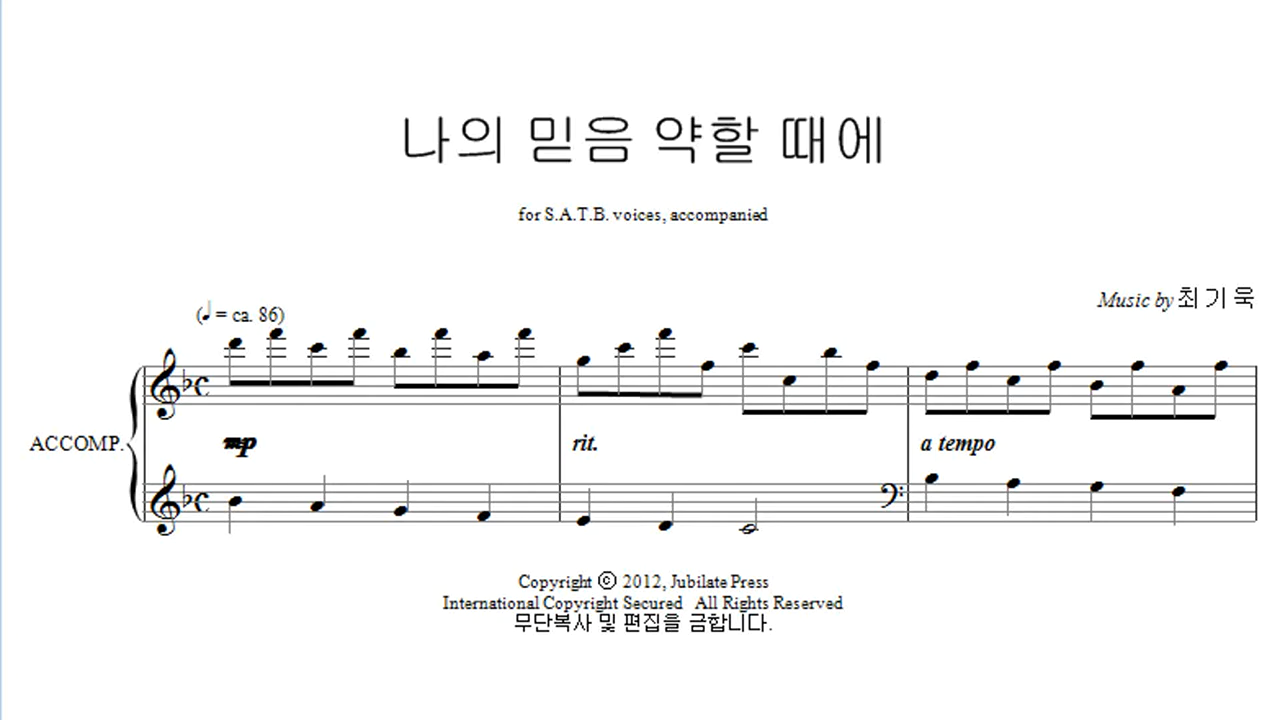 나의 믿음 약할 때에
for S.A.T.B. voices, accompanied
Music by 최기욱
(♩ = ca. 86)
ACCOMP.
mp
rit.
a tempo
Copyright © 2012, Jubilate Press
International Copyright Secured All Rights Reserved
무단복사 및 편집을 금합니다.